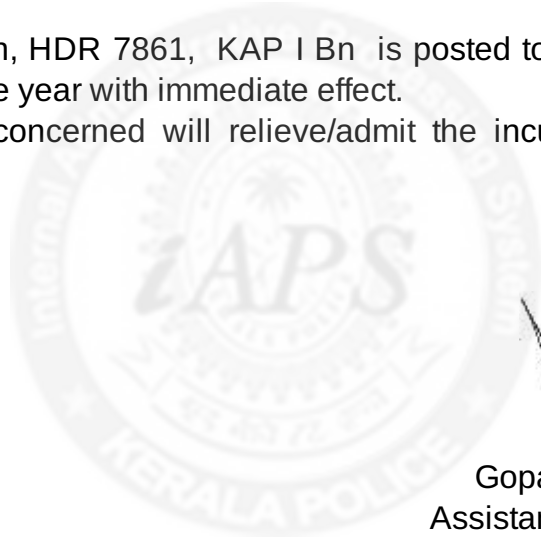 n, HDR 7861, KAP I Bn is posted to
e year with immediate effect.
concerned will relieve/admit the incu
iAPS
KERALA POLICE
Gopa
Assistan